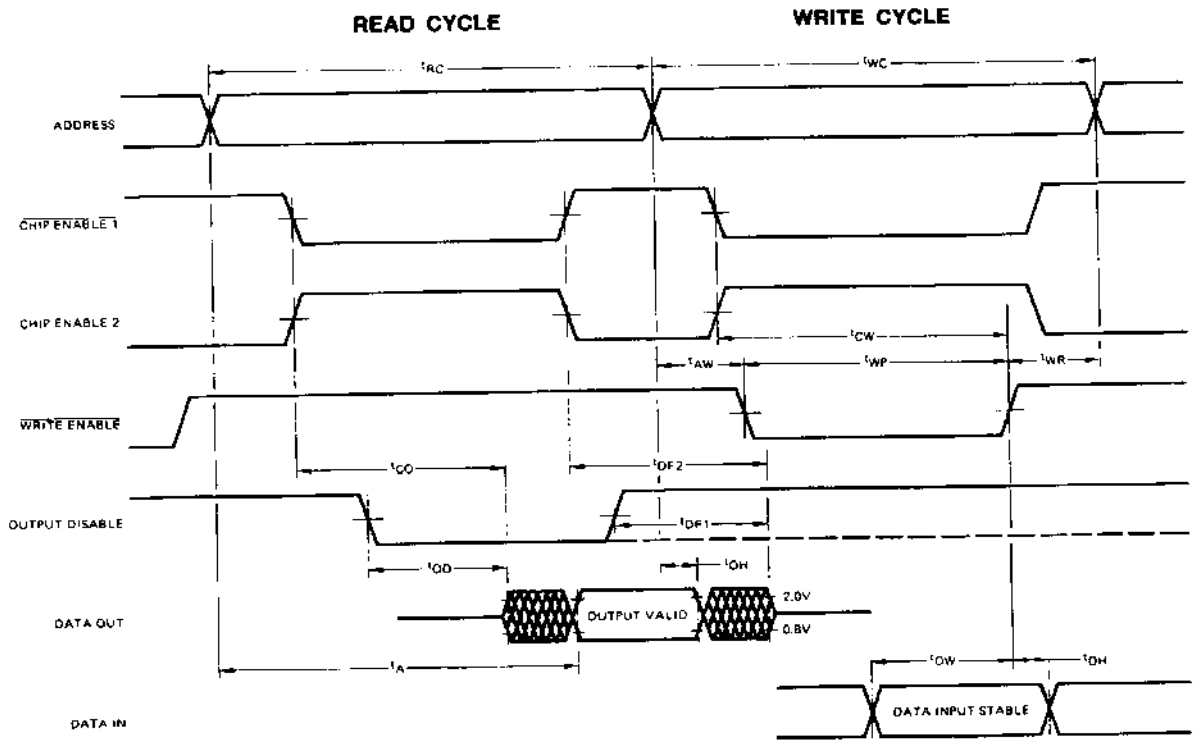 READ CYCLE
WRITE CYCLE
tRC
tWC
ADDRESS
CHIP ENABLE 1
CHIP ENABLE 2
tCW
tAW
tWP
tWR
WRITE ENABLE
tCO
tDF2
OUTPUT DISABLE
tDF1
tOD
tOH
DATA OUT
OUTPUT VALID
2.0V
0.8V
tA
tDW
tDH
DATA IN
DATA INPUT STABLE